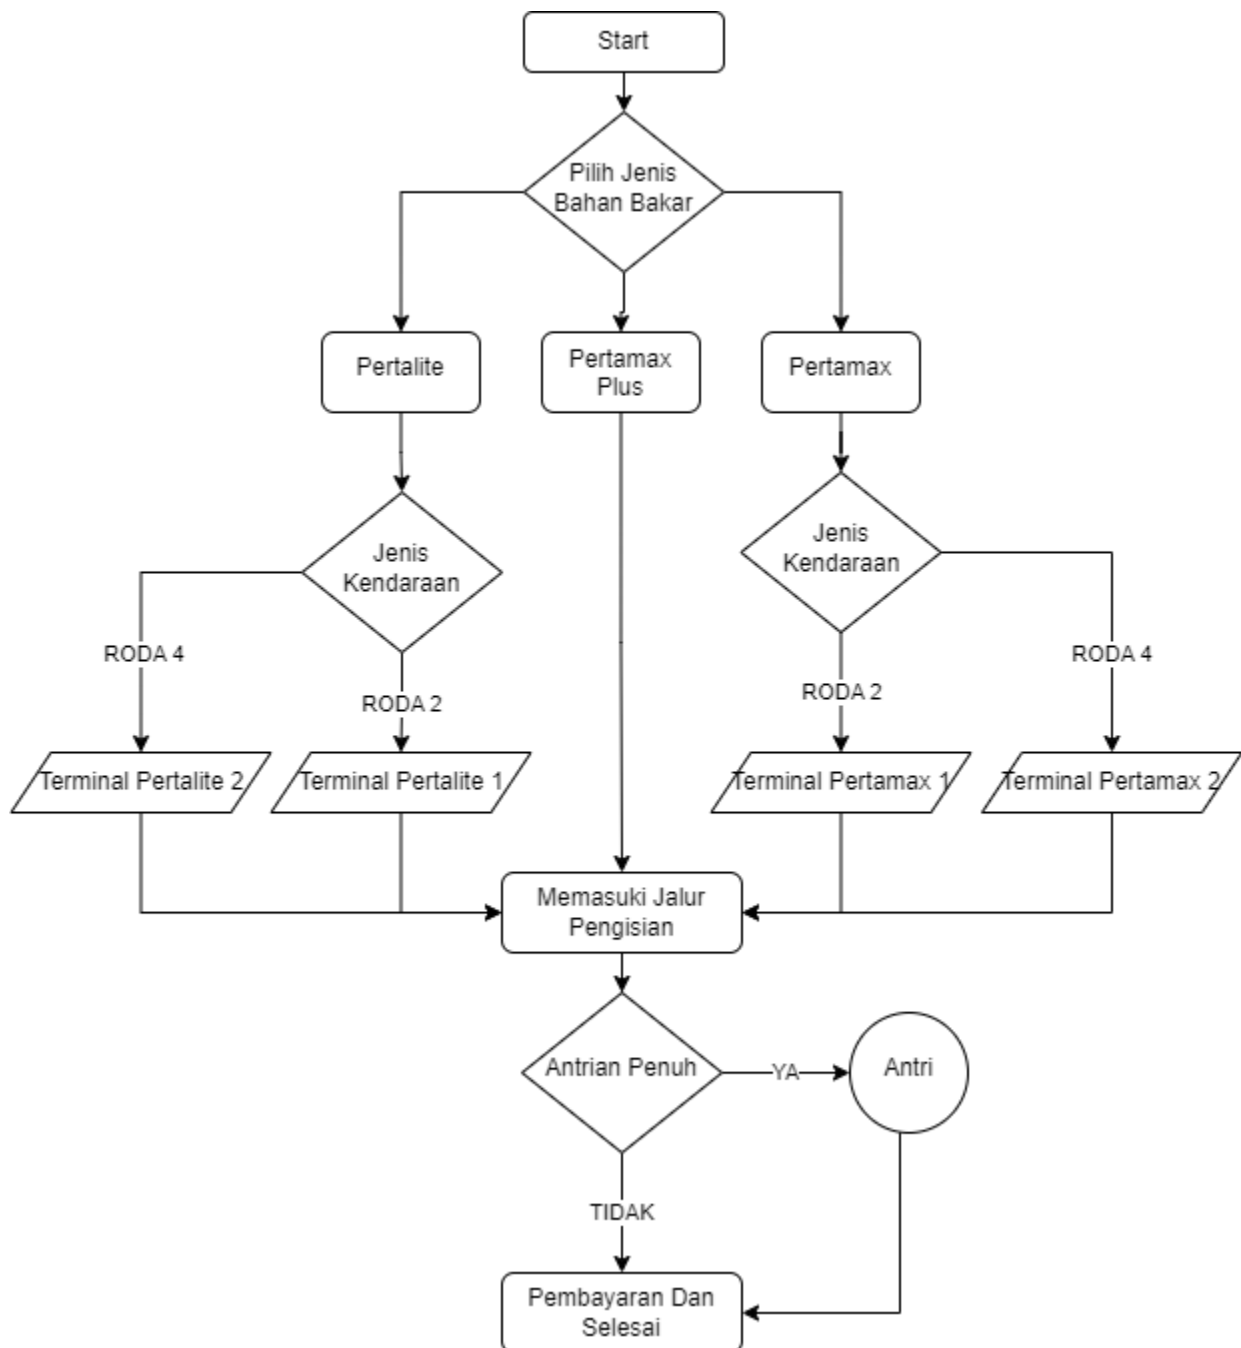 Start
Pilih Jenis
Bahan Bakar
Pertalite
Pertamax
Plus
Pertamax
Jenis
Kendaraan
Jenis
Kendaraan
RODA 4
RODA 2
RODA 2
RODA 4
Terminal Pertalite 2
Terminal Pertalite 1
Terminal Pertamax 1
Terminal Pertamax 2
Memasuki Jalur
Pengisian
Antrian Penuh
YA
Antri
TIDAK
Pembayaran Dan
Selesai